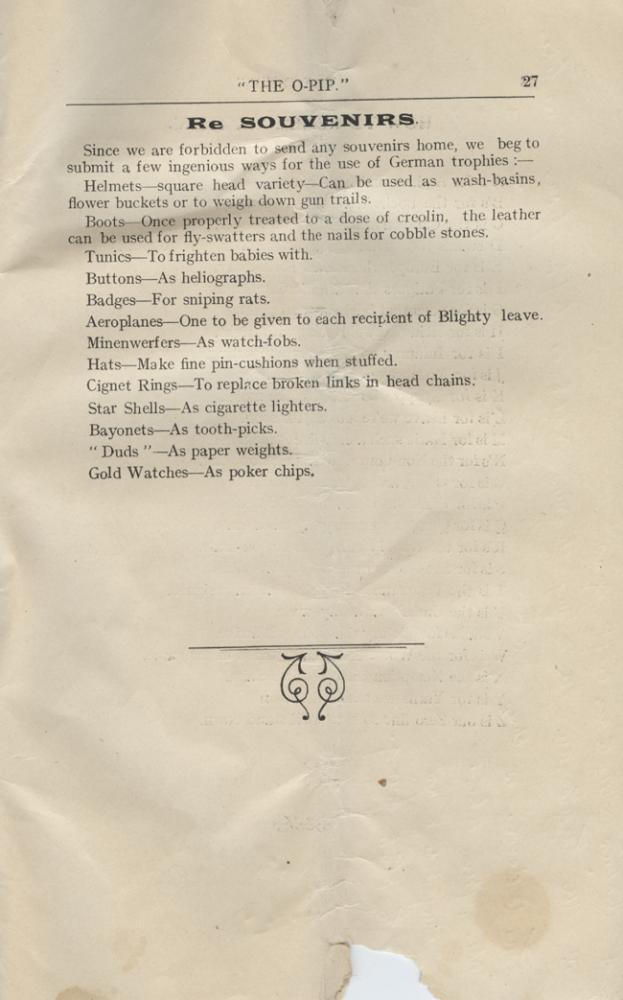 "THE O-PIP." 27
Re SOUVENIRS.
Since we are forbidden to send any souvenirs home, we beg to
submit a few ingenious ways for the use of German trophies :—
Helmets—square head variety—Can be used as wash-basins,
flower buckets or to weigh down gun trails.
Boots—Once properly treated to a dose of creolin, the leather
can be used for fly-swatters and the nails for cobble stones.
Tunics—To frighten babies with.
Buttons—As heliographs.
Badges—For sniping rats.
Aeroplanes—One to be given to each recipient of Blighty leave.
Minenwerfers—As watch-fobs.
Hats—Make fine pin-cushions when stuffed.
Cignet Rings—To replace broken links in head chains.
Star Shells—As cigarette lighters.
Bayonets—As tooth-picks.
" Duds "—As paper weights.
Gold Watches—As poker chips.